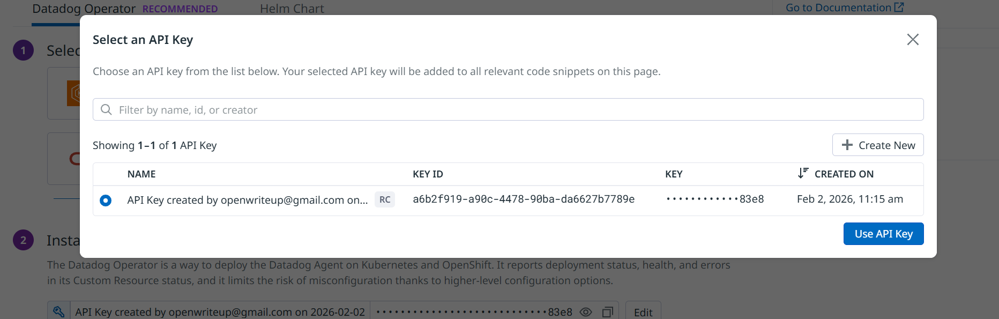 Datadog Operator RECOMMENDED Helm Chart Go to Documentation
Select an API Key
1 Selec
Choose an API key from the list below. Your selected API key will be added to all relevant code snippets on this page.
Filter by name, id, or creator
Showing 1–1 of 1 API Key
Create New
NAME KEY ID KEY CREATED ON
API Key created by openwriteup@gmail.com on... RC a6b2f919-a90c-4478-90ba-da6627b7789e ············83e8 Feb 2, 2026, 11:15 am
Use API Key
2 Insta
The Datadog Operator is a way to deploy the Datadog Agent on Kubernetes and OpenShift. It reports deployment status, health, and errors
in its Custom Resource status, and it limits the risk of misconfiguration thanks to higher-level configuration options.
API Key created by openwriteup@gmail.com on 2026-02-02 ····························83e8 Edit